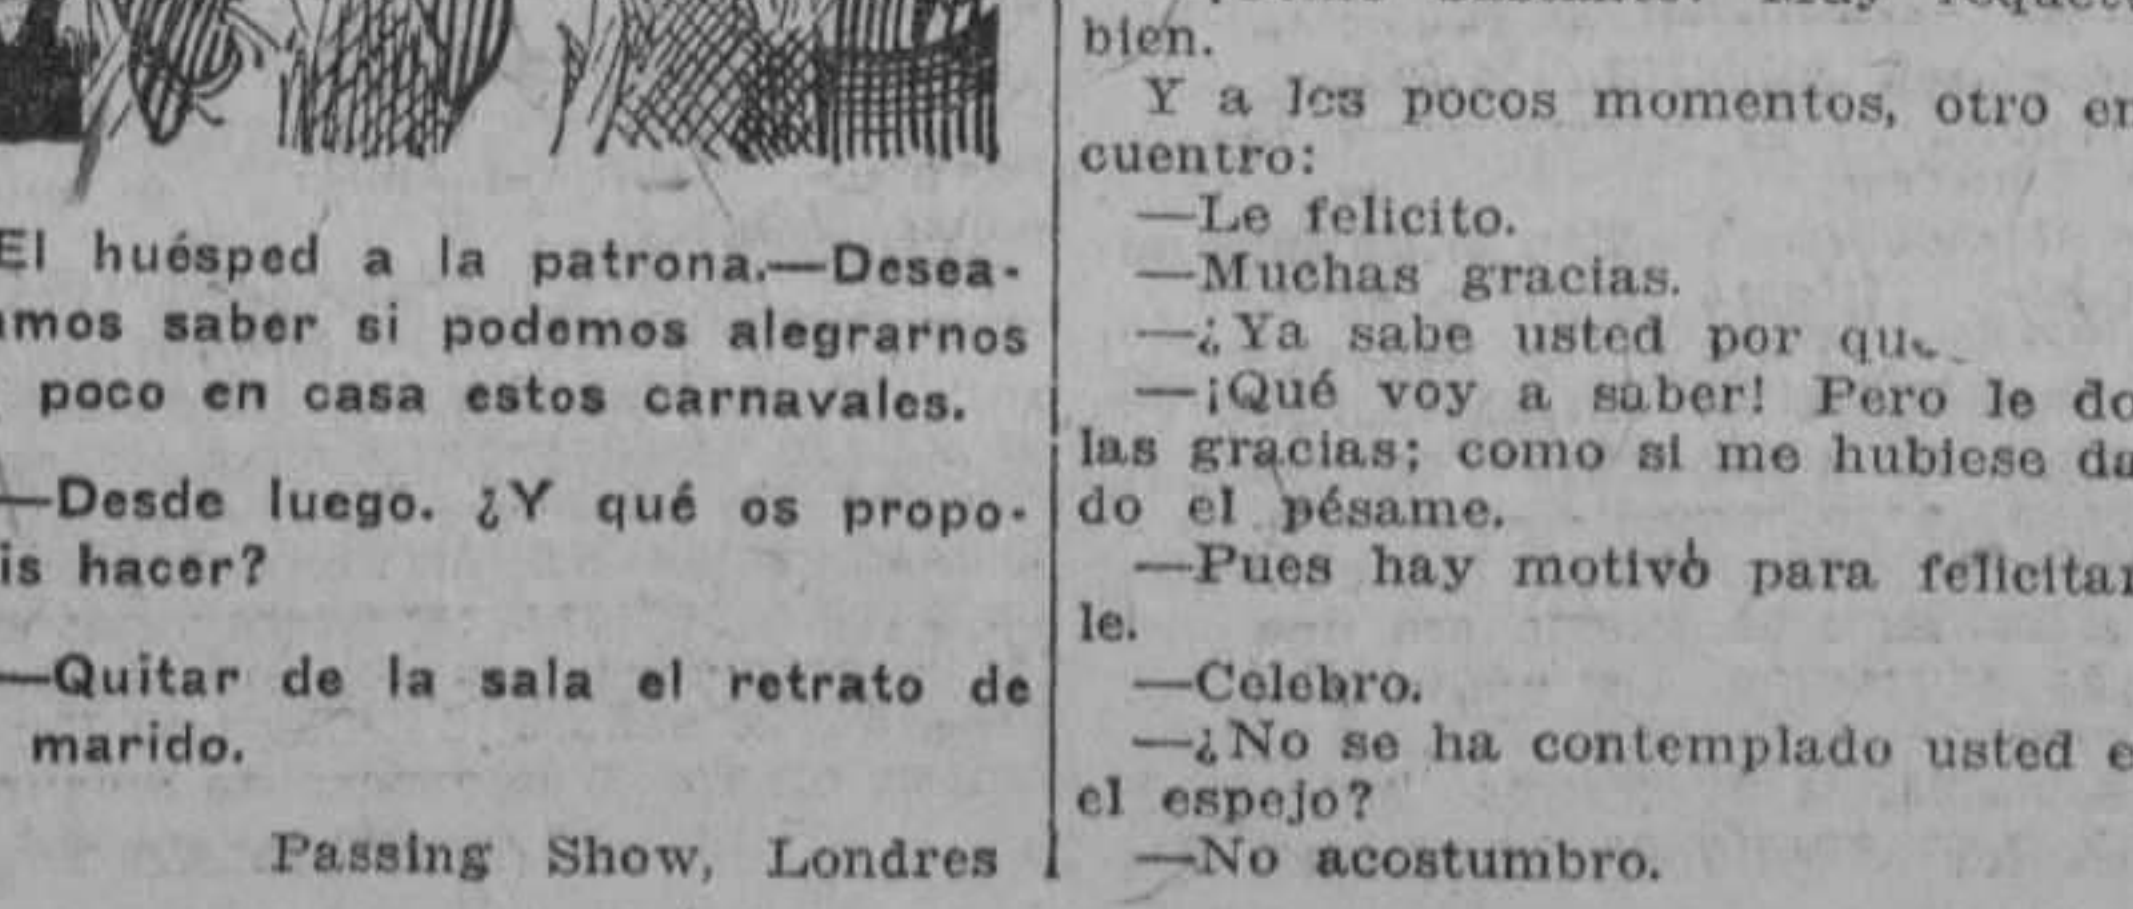 El huésped a la patrona.—Desea-
amos saber si podemos alegrarnos
poco en casa estos carnavales.
—Desde luego. ¿Y qué os propo-
is hacer?
—Quitar de la sala el retrato de
marido.
Passing Show, Londres
bien.
Y a los pocos momentos, otro en
cuentro:
—Le felicito.
—Muchas gracias.
—¿Ya sabe usted por
—¡Qué voy a saber! Pero le do
las gracias; como si me hubiese da
do el pésame.
—Pues hay motivo para felicitar
le.
—Celebro.
—¿No se ha contemplado usted e
el espejo?
—No acostumbro.